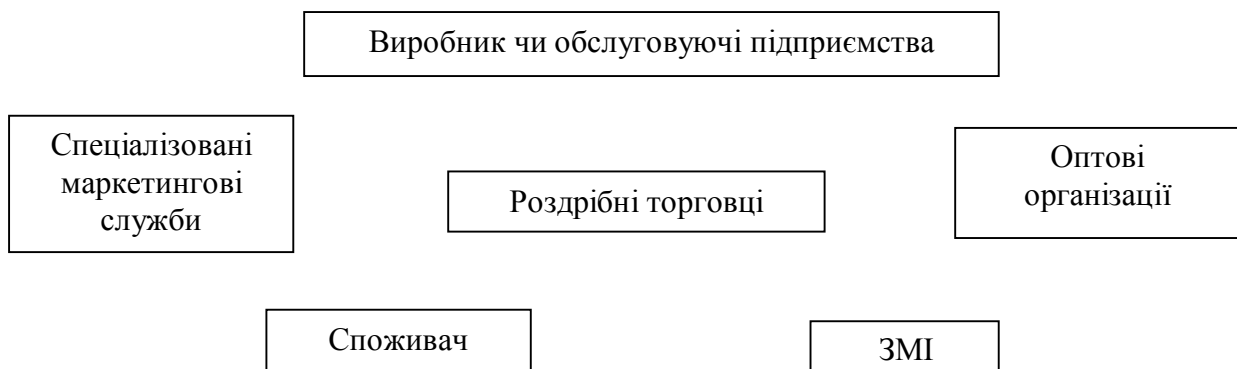 Виробник чи обслуговуючі підприємства
Спеціалізовані
маркетингові
служби
Роздрібні торговці
Оптові
організації
Споживач
ЗМІ